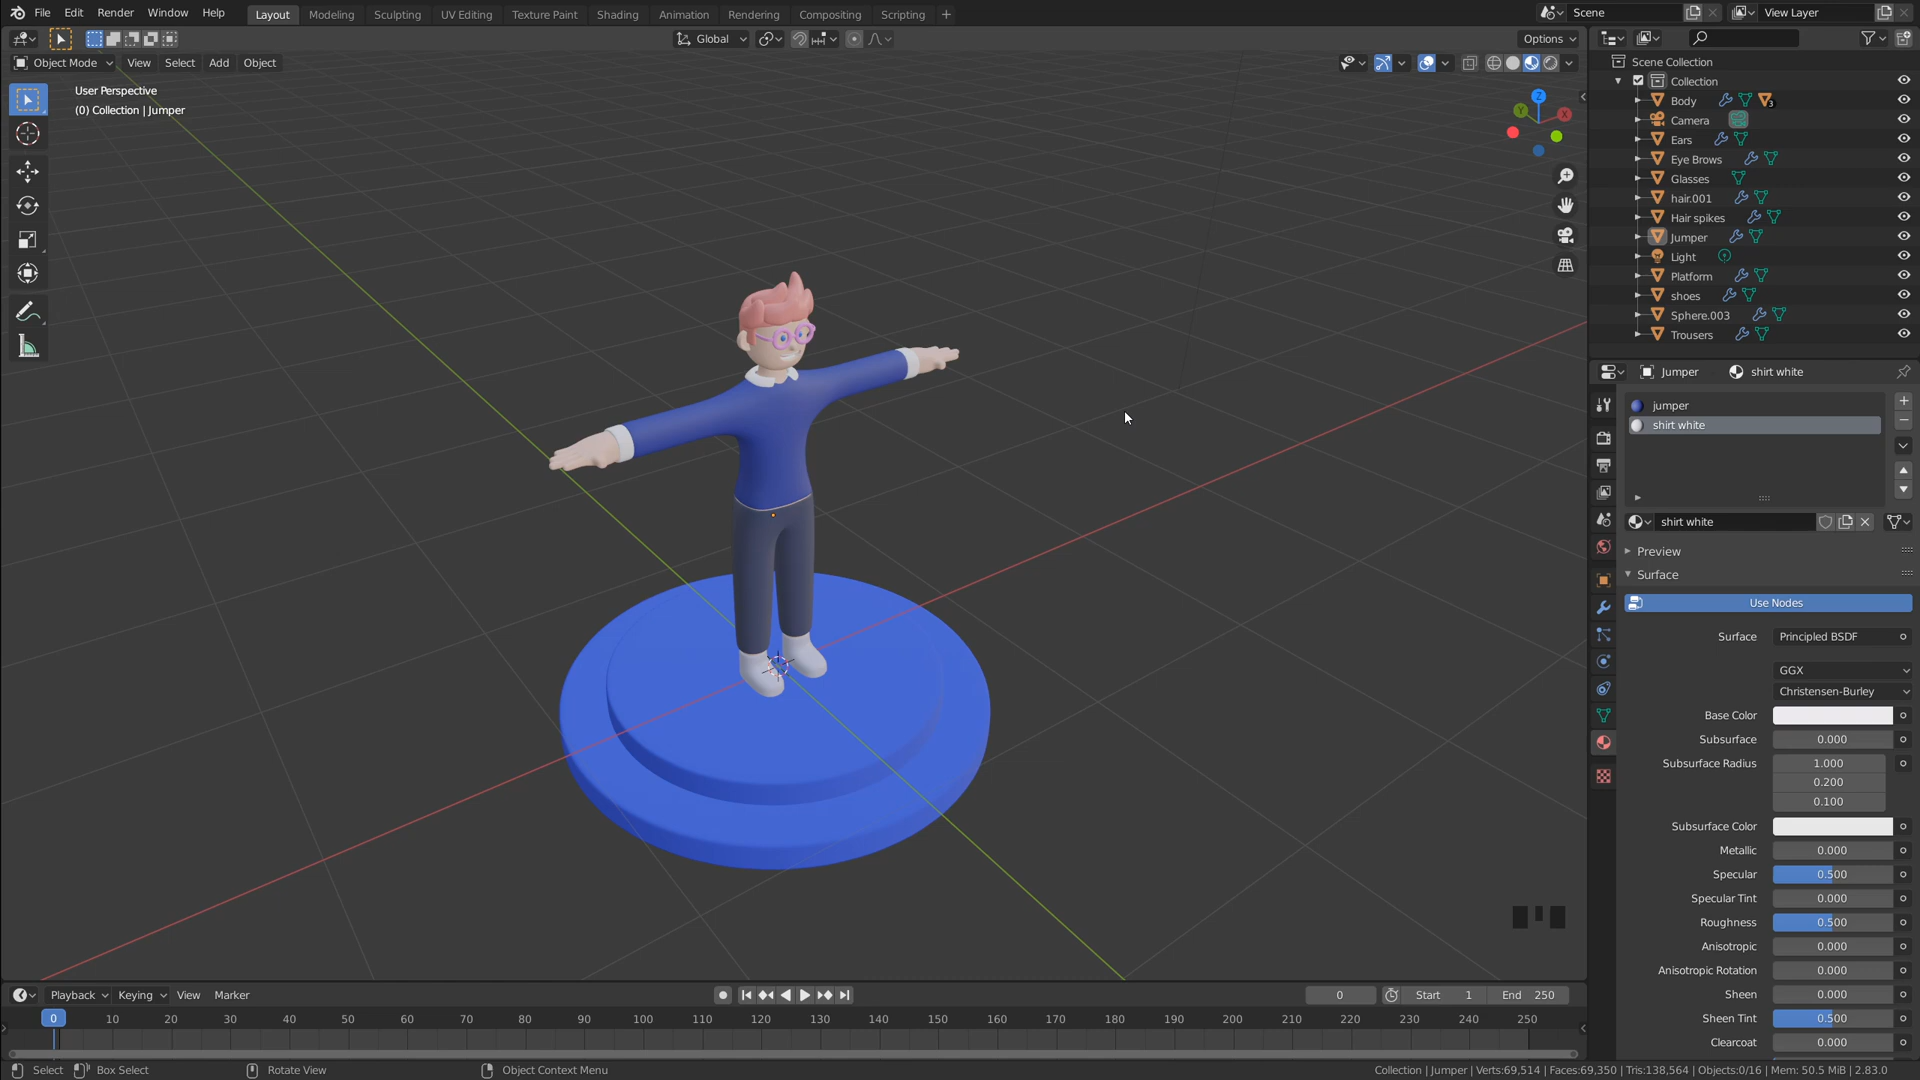 File Edit Render Window Help Layout Modeling Sculpting UV Editing Texture Paint Shading Animation Rendering Compositing Scripting + Scene View Layer
Global Options
Object Mode View Select Add Object
User Perspective
(0) Collection | Jumper
Z
Y X
Scene Collection
Collection
Body 3
Camera
Ears
Eye Brows
Glasses
hair.001
Hair spikes
Jumper
Light
Platform
shoes
Sphere.003
Trousers
Jumper shirt white
jumper
shirt white
shirt white
Preview
Surface
Use Nodes
Surface Principled BSDF
GGX
Christensen-Burley
Base Color
Subsurface 0.000
Subsurface Radius 1.000
0.200
0.100
Subsurface Color
Metallic 0.000
Specular 0.500
Specular Tint 0.000
Roughness 0.500
Anisotropic 0.000
Anisotropic Rotation 0.000
Sheen 0.000
Sheen Tint 0.500
Clearcoat 0.000
Playback Keying View Marker 0 Start 1 End 250
0 10 20 30 40 50 60 70 80 90 100 110 120 130 140 150 160 170 180 190 200 210 220 230 240 250
Select Box Select Rotate View Object Context Menu Collection | Jumper | Verts:69,514 | Faces:69,350 | Tris:138,564 | Objects:0/16 | Mem: 50.5 MiB | 2.83.0